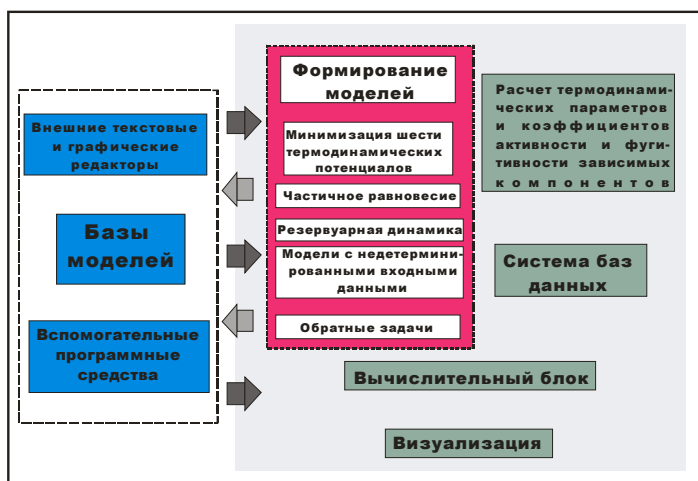 Внешние текстовые
и графические
редакторы
Базы
моделей
Вспомогательные
программные
средства
Формирование
моделей
Минимизация шести
термодинамических
потенциалов
Частичное равновесие
Резервуарная динамика
Модели с недетермини-
рованными входными
данными
Обратные задачи
Расчет термодинами-
ческих параметров
и коэффициентов
активности и фуги-
тивности зависимых
компонентов
Система баз
данных
Вычислительный блок
Визуализация